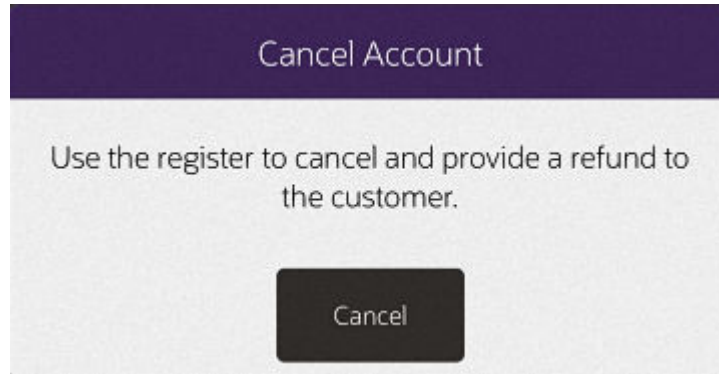 Cancel Account
Use the register to cancel and provide a refund to
the customer.
Cancel